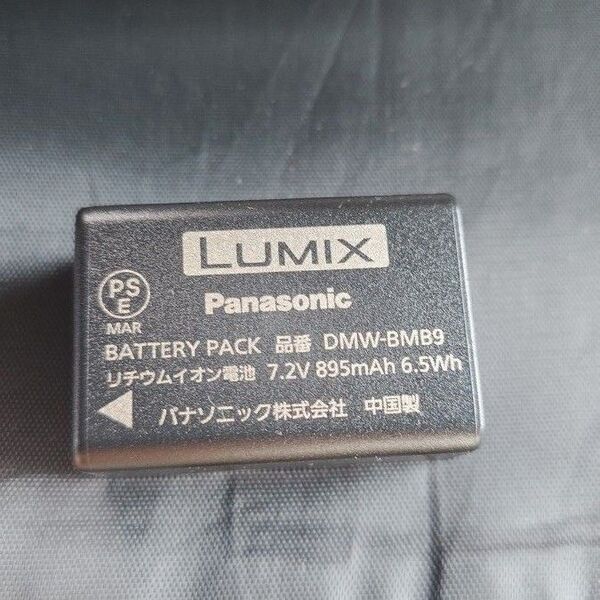 LUMIX
Panasonic
PS
E
MAR
BATTERY PACK 品番 DMW-BMB9
リチウムイオン電池 7.2V 895mAh 6.5Wh
パナソニック株式会社 中国製